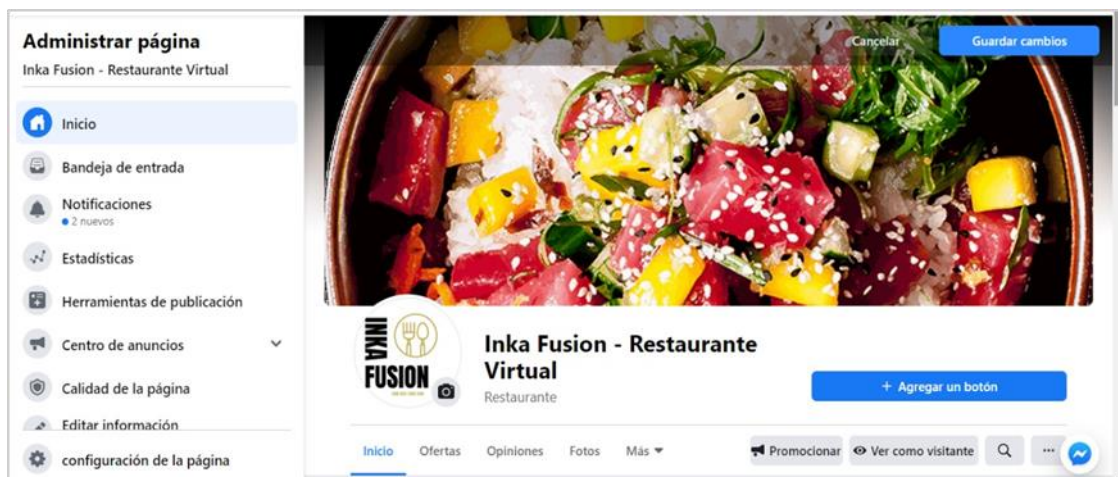 Administrar página
Inka Fusion - Restaurante Virtual
Inicio
Bandeja de entrada
Notificaciones
2 nuevos
Estadísticas
Herramientas de publicación
Centro de anuncios
Calidad de la página
Editar información
configuración de la página
Cancelar
Guardar cambios
INKA
FUSION
Inka Fusion - Restaurante
Virtual
Restaurante
+ Agregar un botón
Inicio Ofertas Opiniones Fotos Más
Promocionar Ver como visitante ...